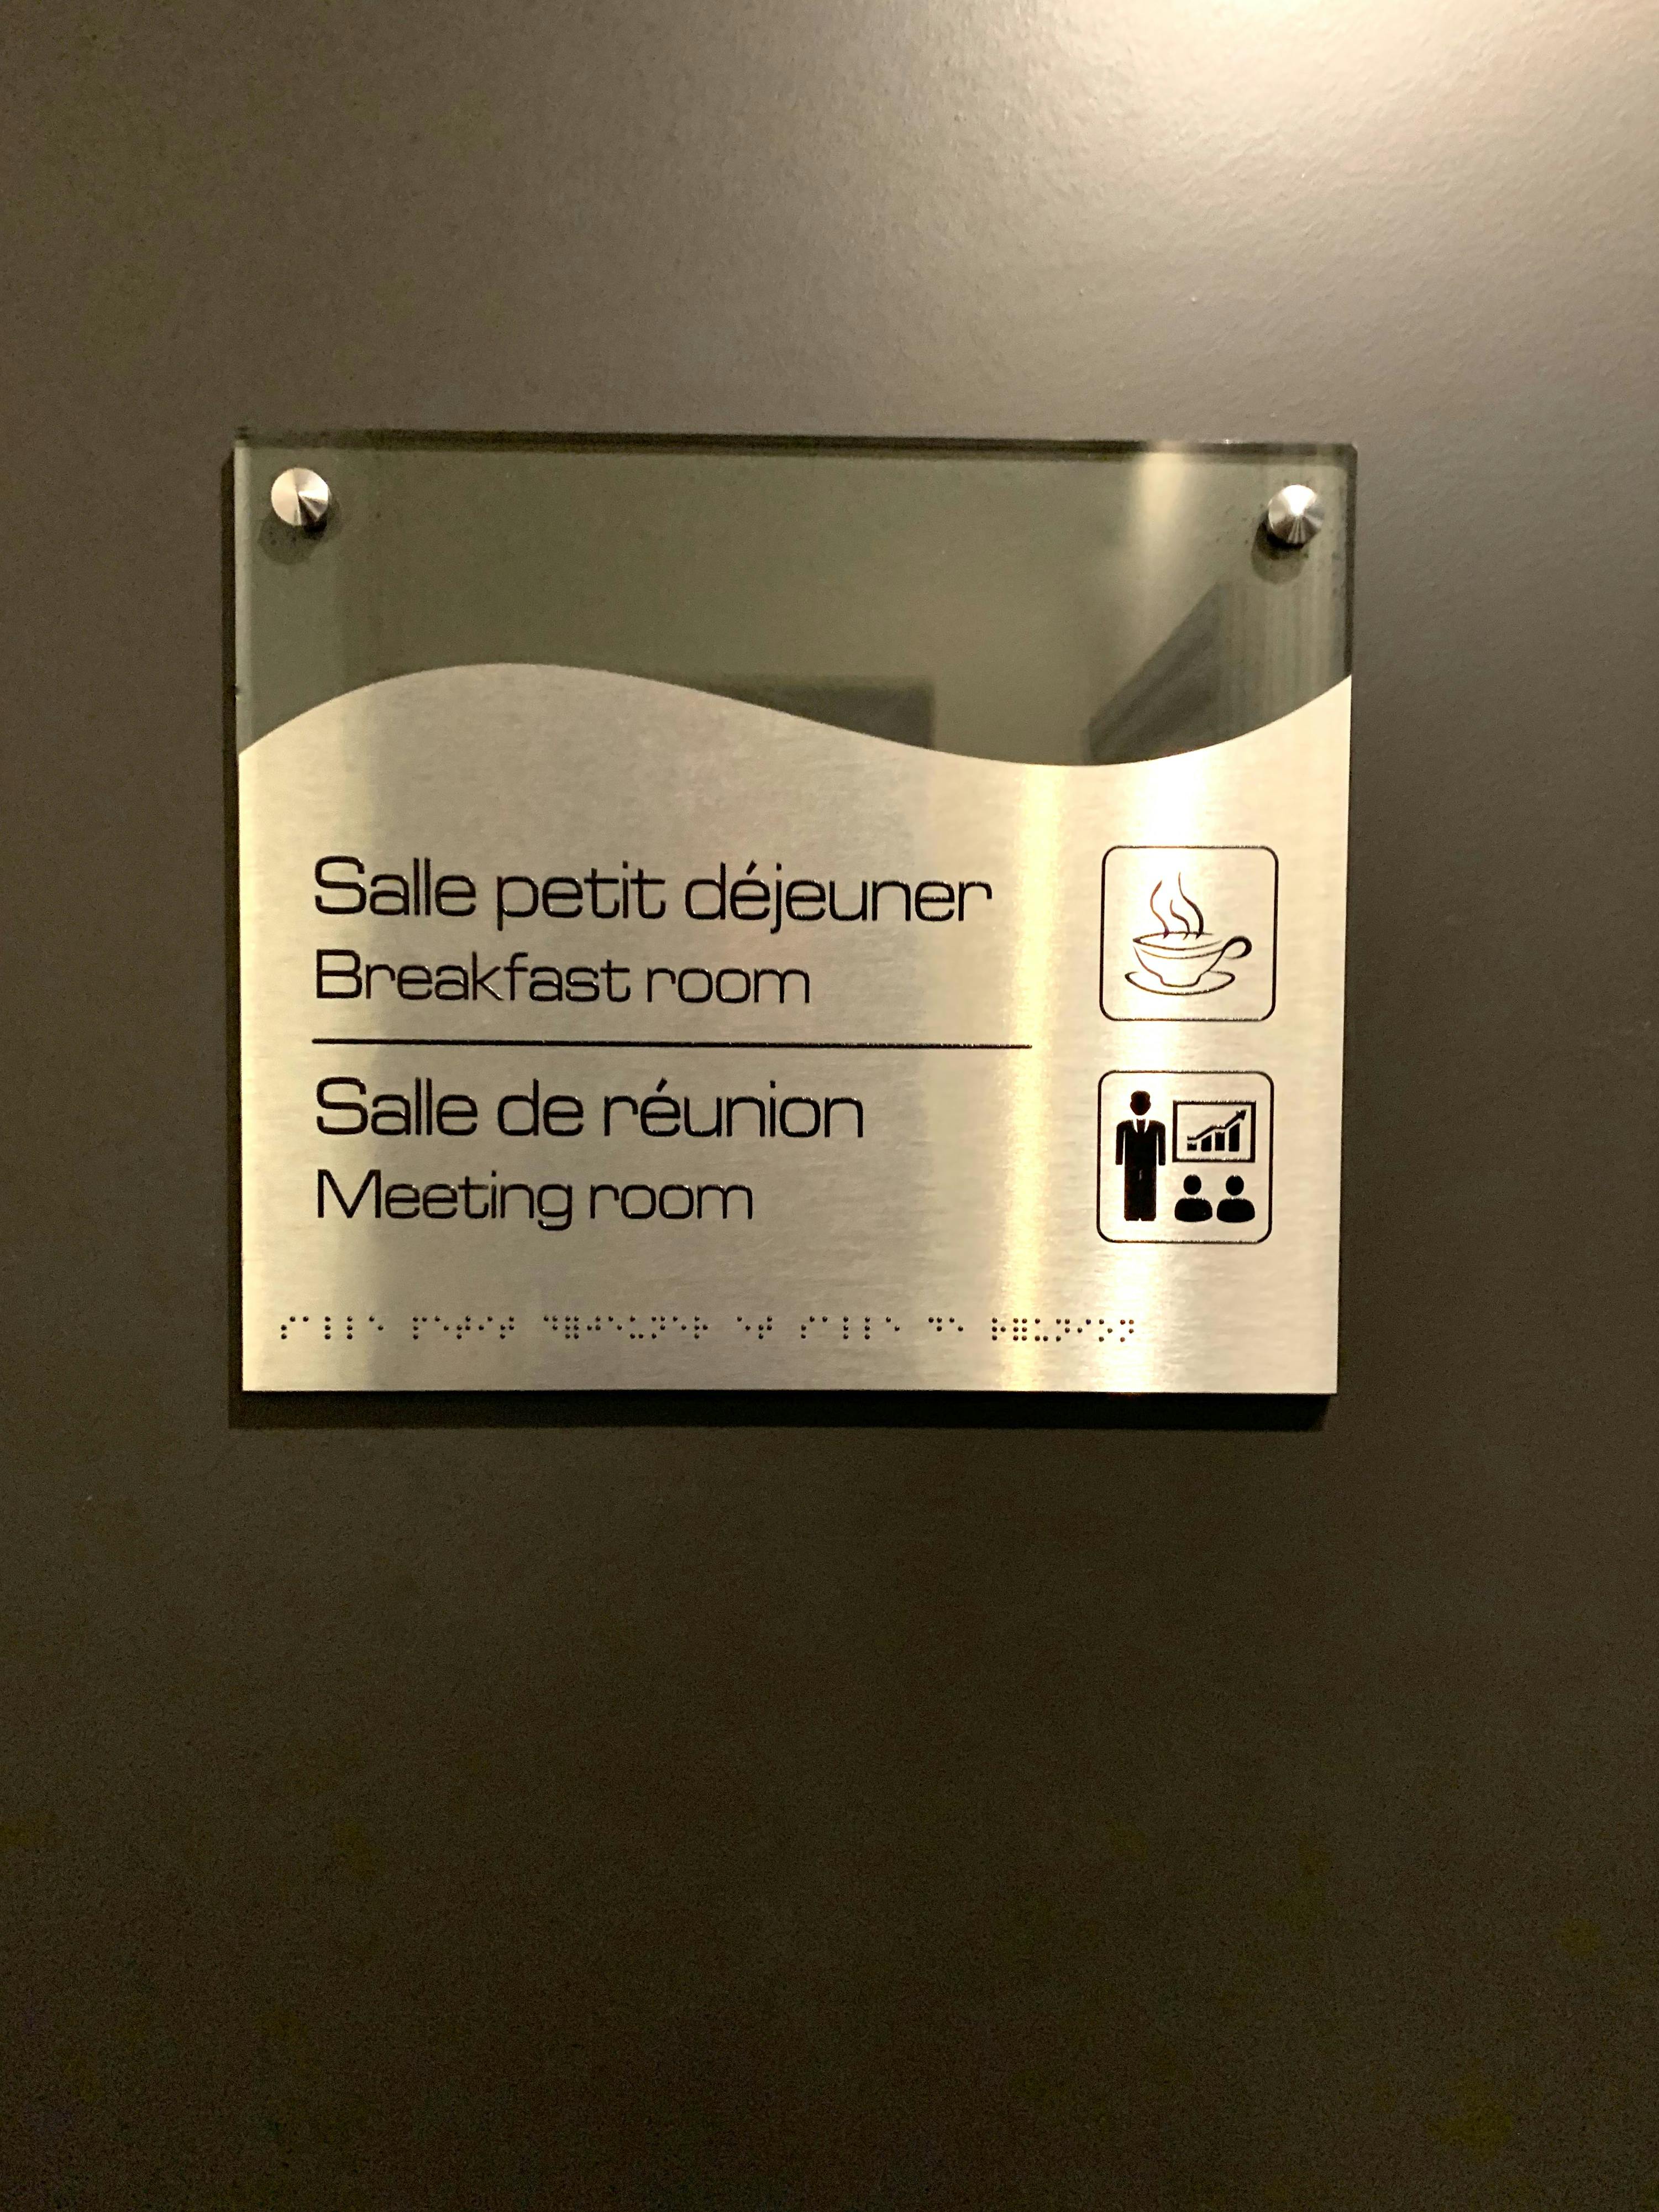 Salle petit déjeuner
Breakfast room
Salle de réunion
Meeting room
⠎⠁⠇⠇⠑ ⠏⠑⠞⠊⠞ ⠙⠿⠚⠑⠥⠝⠑⠗ ⠑⠞ ⠎⠁⠇⠇⠑ ⠙⠑ ⠗⠿⠥⠝⠊⠕⠝